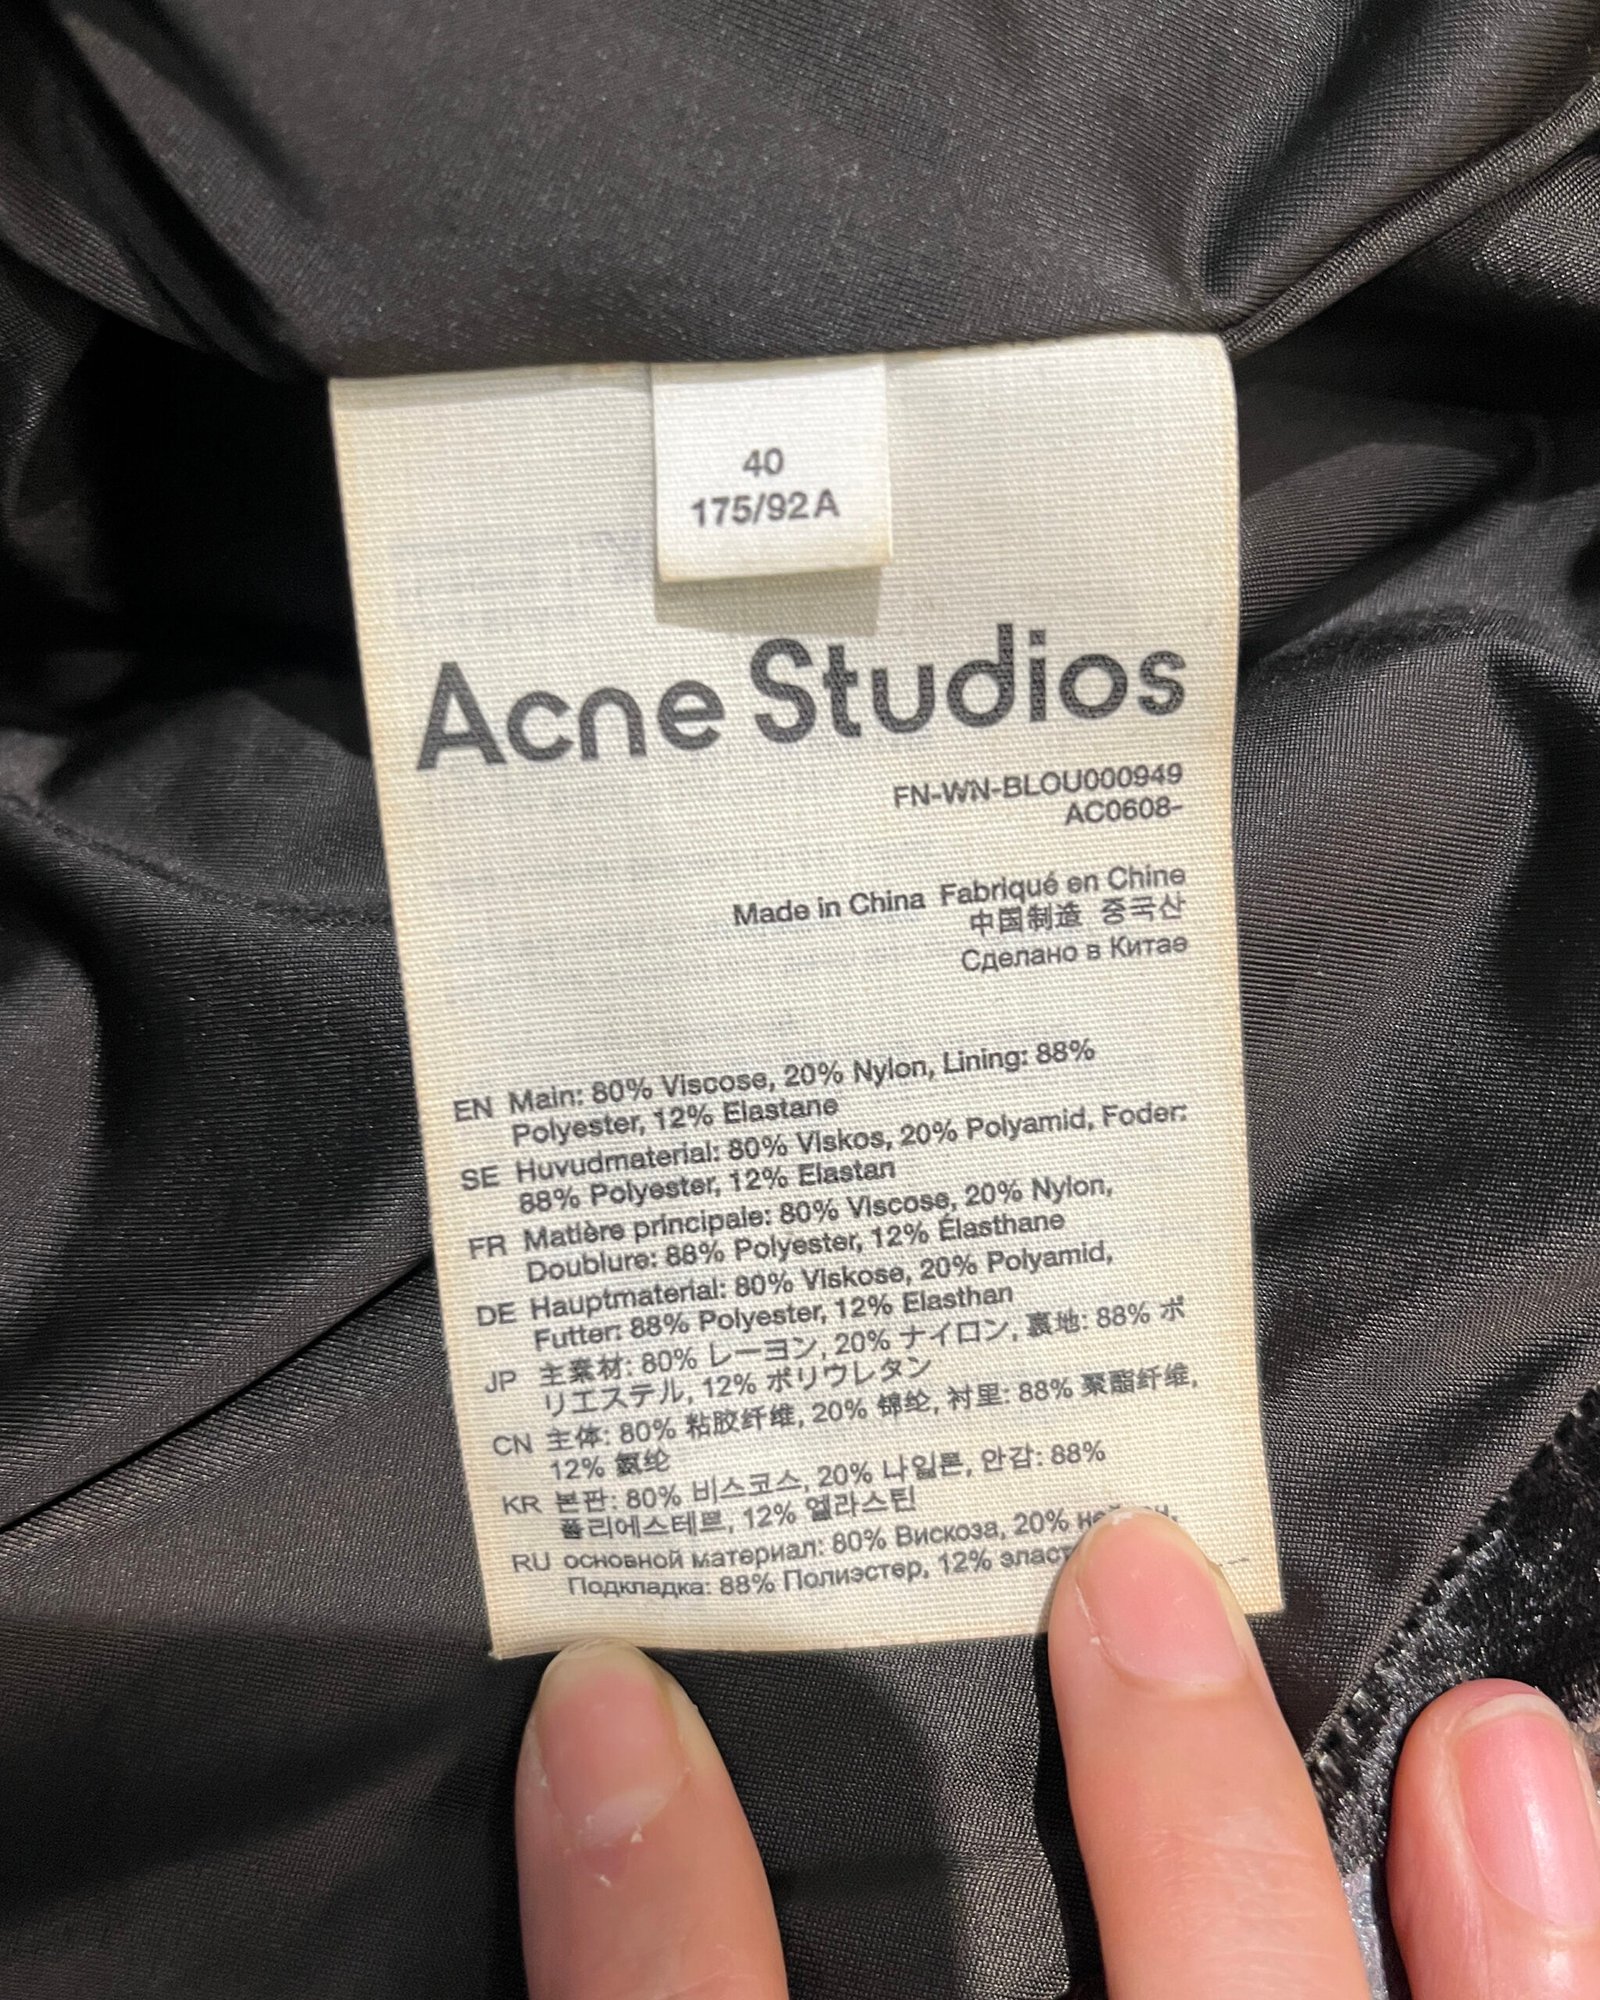 40
175/92A
Acne Studios
FN-WN-BLOU000949
AC0608-
Made in China Fabriqué en Chine
中国制造 중국산
Сделано в Китае
EN Main: 80% Viscose, 20% Nylon, Lining: 88%
Polyester, 12% Elastane
SE Huvudmaterial: 80% Viskos, 20% Polyamid, Foder:
88% Polyester, 12% Elastan
FR Matière principale: 80% Viscose, 20% Nylon,
Doublure: 88% Polyester, 12% Élasthane
DE Hauptmaterial: 80% Viskose, 20% Polyamid,
Futter: 88% Polyester, 12% Elasthan
JP 主素材: 80% レーヨン, 20% ナイロン, 裏地: 88% ポ
リエステル, 12% ポリウレタン
CN 主体: 80% 粘胶纤维, 20% 锦纶, 衬里: 88% 聚酯纤维,
12% 氨纶
KR 본판: 80% 비스코스, 20% 나일론, 안감: 88%
폴리에스테르, 12% 엘라스틴
RU основной материал: 80% Вискоза, 20%
Подкладка: 88% Полиэстер, 12%